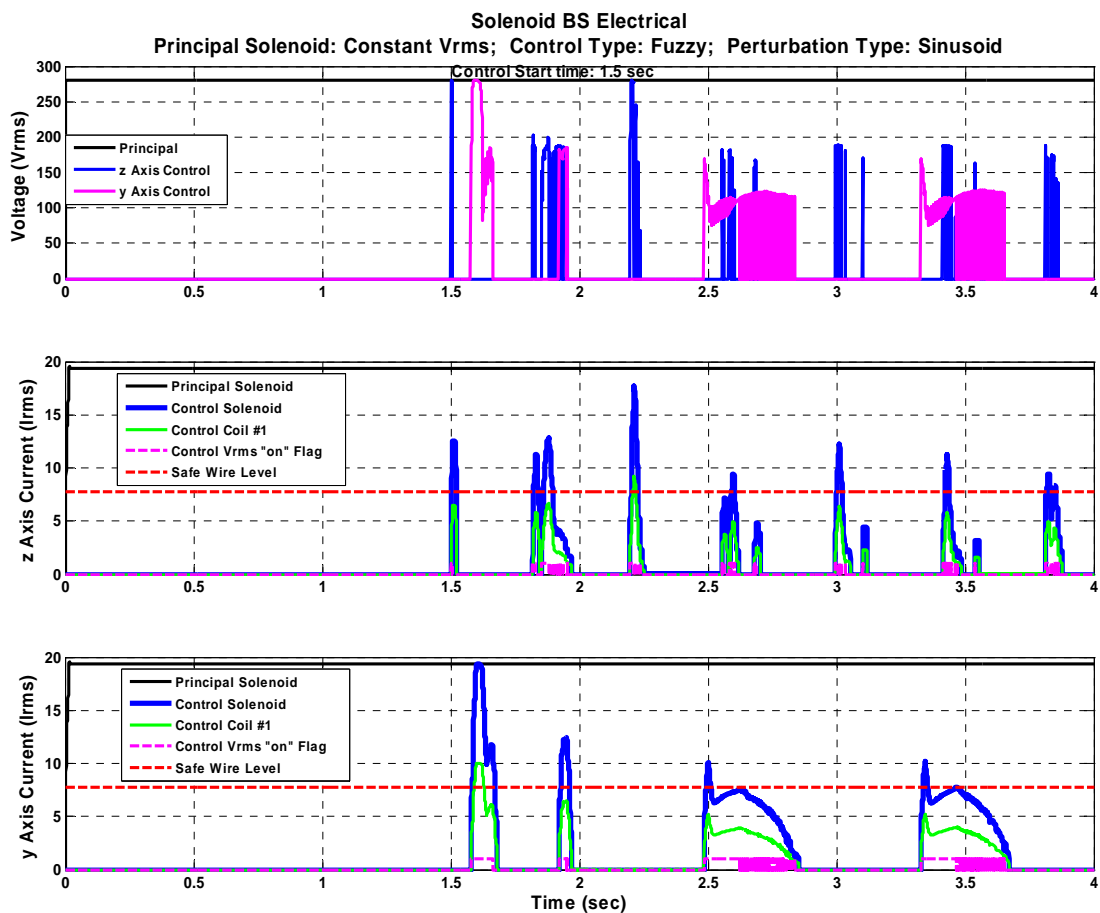 Solenoid BS Electrical
Principal Solenoid: Constant Vrms;  Control Type: Fuzzy;  Perturbation Type: Sinusoid
Control Start time: 1.5 sec
Voltage (Vrms)
300
250
200
150
100
50
0
Principal
z Axis Control
y Axis Control
0 0.5 1 1.5 2 2.5 3 3.5 4
z Axis Current (Irms)
20
15
10
5
0
Principal Solenoid
Control Solenoid
Control Coil #1
Control Vrms "on" Flag
Safe Wire Level
0 0.5 1 1.5 2 2.5 3 3.5 4
y Axis Current (Irms)
20
15
10
5
0
Principal Solenoid
Control Solenoid
Control Coil #1
Control Vrms "on" Flag
Safe Wire Level
0 0.5 1 1.5 2 2.5 3 3.5 4
Time (sec)